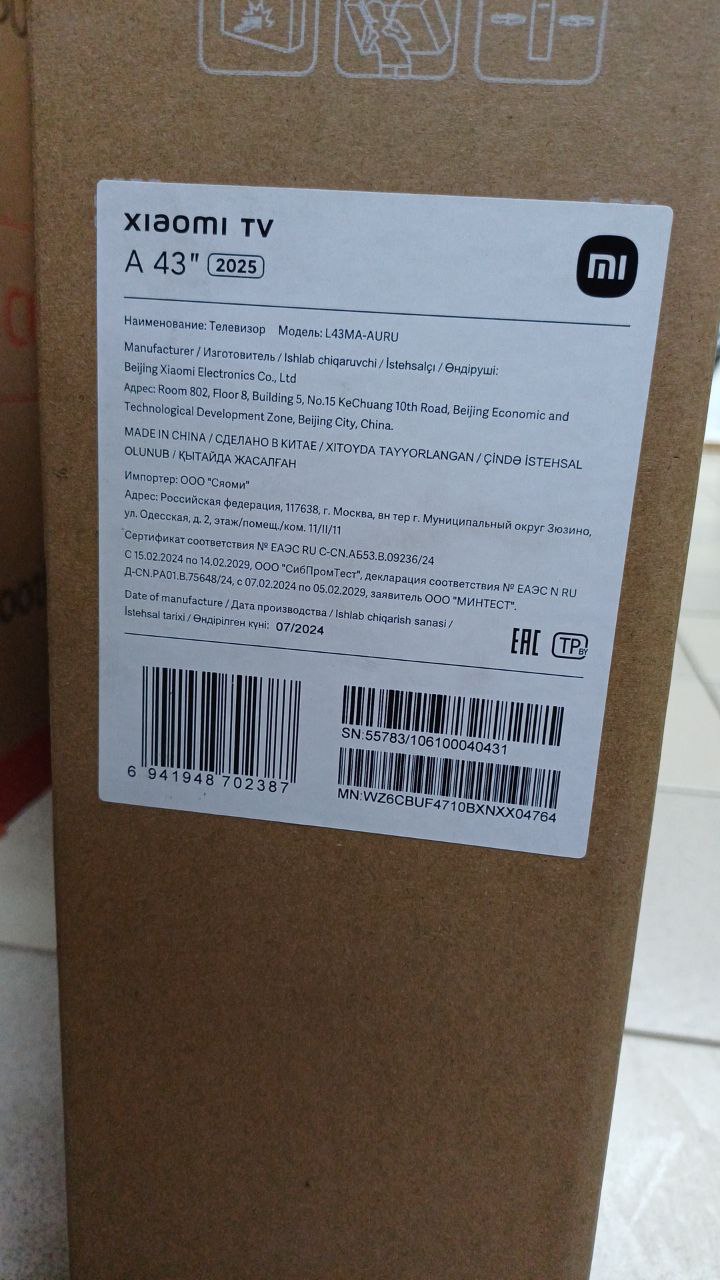 xiaomi TV
A 43" 2025
mi
Наименование: Телевизор Модель: L43MA-AURU
Manufacturer / Изготовитель / Ishlab chiqaruvchi / İstehsalçı / Өндіруші:
Beijing Xiaomi Electronics Co., Ltd
Адрес: Room 802, Floor 8, Building 5, No.15 KeChuang 10th Road, Beijing Economic and
Technological Development Zone, Beijing City, China.
MADE IN CHINA / СДЕЛАНО В КИТАЕ / XITOYDA TAYYORLANGAN / ÇİNDƏ İSTEHSAL
OLUNUB / ҚЫТАЙДА ЖАСАЛҒАН
Импортер: ООО "Сяоми"
Адрес: Российская федерация, 117638, г. Москва, вн тер г. Муниципальный округ Зюзино,
ул. Одесская, д. 2, этаж/помещ./ком. 11/II/11
Сертификат соответствия № ЕАЭС RU C-CN.АБ53.В.09236/24
С 15.02.2024 по 14.02.2029, ООО "СибПромТест", декларация соответствия № ЕАЭС N RU
Д-CN.РА01.В.75648/24, с 07.02.2024 по 05.02.2029, заявитель ООО "МИНТЕСТ".
Date of manufacture / Дата производства / Ishlab chiqarish sanasi /
İstehsal tarixi / Өндірілген күні: 07/2024
EAC TP BY
SN:55783/106100040431
6 941948 702387
MN:WZ6CBUF4710BXNXX04764